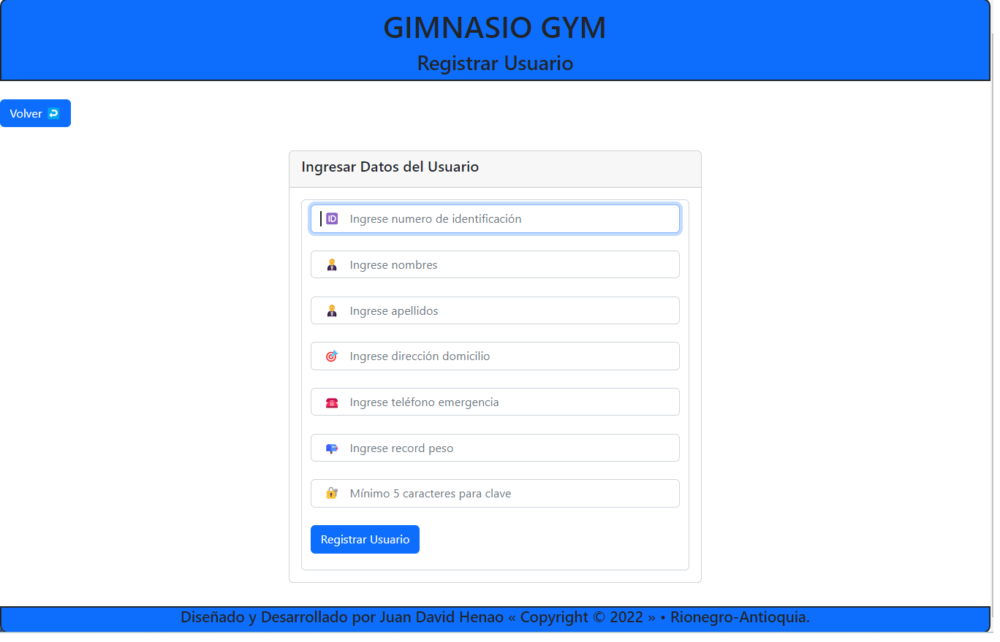 GIMNASIO GYM
Registrar Usuario
Volver
Ingresar Datos del Usuario
ID Ingrese numero de identificación
Ingrese nombres
Ingrese apellidos
Ingrese dirección domicilio
Ingrese teléfono emergencia
Ingrese record peso
Mínimo 5 caracteres para clave
Registrar Usuario
Diseñado y Desarrollado por Juan David Henao « Copyright © 2022 » • Rionegro-Antioquia.